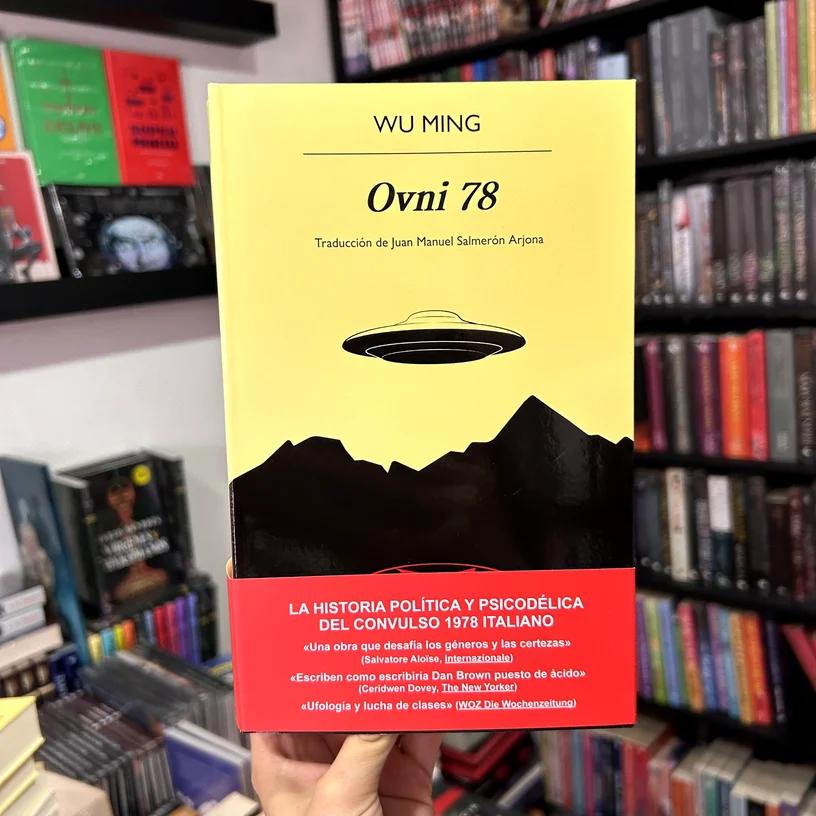 WU MING
Ovni 78
Traducción de Juan Manuel Salmerón Arjona
LA HISTORIA POLÍTICA Y PSICODÉLICA
DEL CONVULSO 1978 ITALIANO
«Una obra que desafía los géneros y las certezas»
(Salvatore Aloïse, Internazionale)
«Escriben como escribiría Dan Brown puesto de ácido»
(Ceridwen Dovey, The New Yorker)
«Ufología y lucha de clases» (WOZ Die Wochenzeitung)